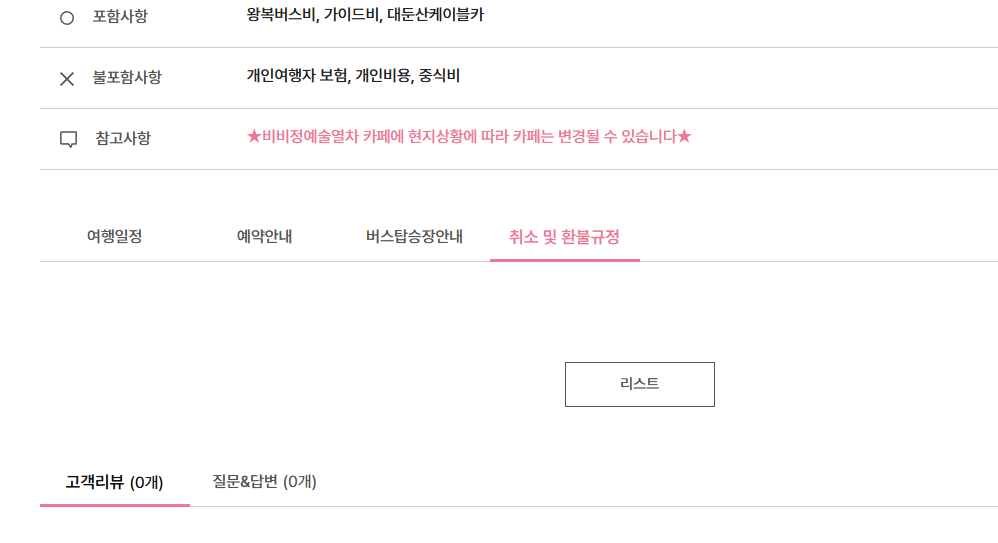 포함사항 왕복버스비, 가이드비, 대둔산케이블카
불포함사항 개인여행자 보험, 개인비용, 중식비
참고사항 ★비비정예술열차 카페에 현지상황에 따라 카페는 변경될 수 있습니다★
여행일정 예약안내 버스탑승장안내 취소 및 환불규정
리스트
고객리뷰 (0개) 질문&답변 (0개)